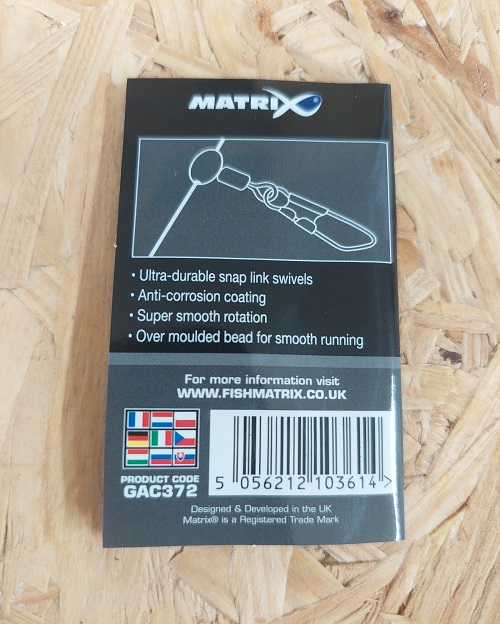 MATRIX®
• Ultra-durable snap link swivels
• Anti-corrosion coating
• Super smooth rotation
• Over moulded bead for smooth running
For more information visit
WWW.FISHMATRIX.CO.UK
PRODUCT CODE
GAC372
5 056212 103614 >
Designed & Developed in the UK
Matrix® is a Registered Trade Mark